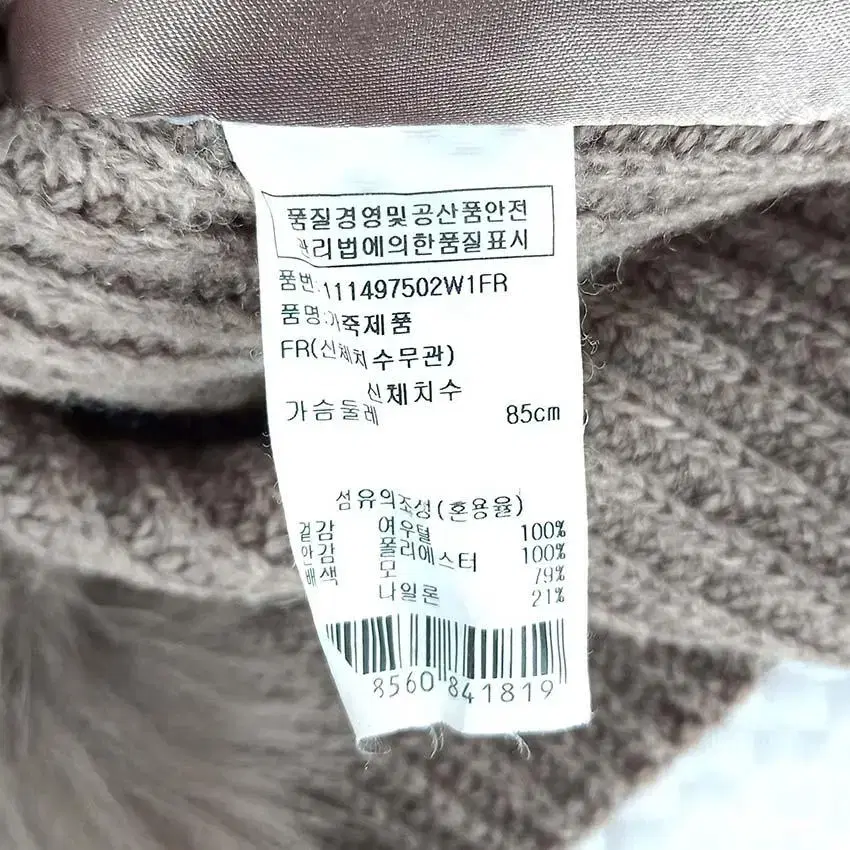 품질경영및공산품안전
관리법에의한품질표시
품번:111497502W1FR
품명:가죽제품
FR(신체치수무관)
신체치수
가슴둘레 85cm
섬유의조성(혼용율)
겉감 여우털 100%
안감 폴리에스터 100%
배색 모 79%
나일론 21%
8560 841819